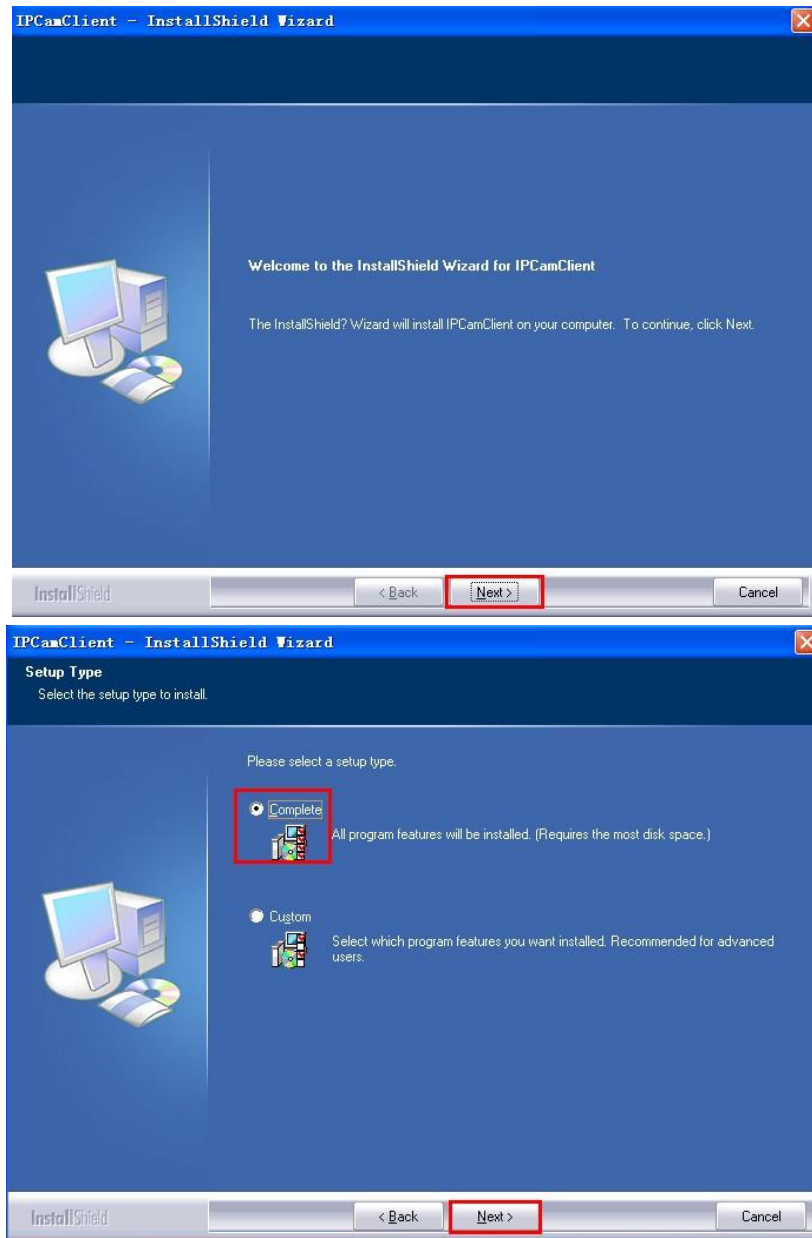 IPCamClient - InstallShield Wizard
Welcome to the InstallShield Wizard for IPCamClient
The InstallShield? Wizard will install IPCamClient on your computer. To continue, click Next.
InstallShield
< Back
Next >
Cancel
IPCamClient - InstallShield Wizard
Setup Type
Select the setup type to install.
Please select a setup type.
Complete
All program features will be installed. (Requires the most disk space.)
Custom
Select which program features you want installed. Recommended for advanced
users.
InstallShield
< Back
Next >
Cancel